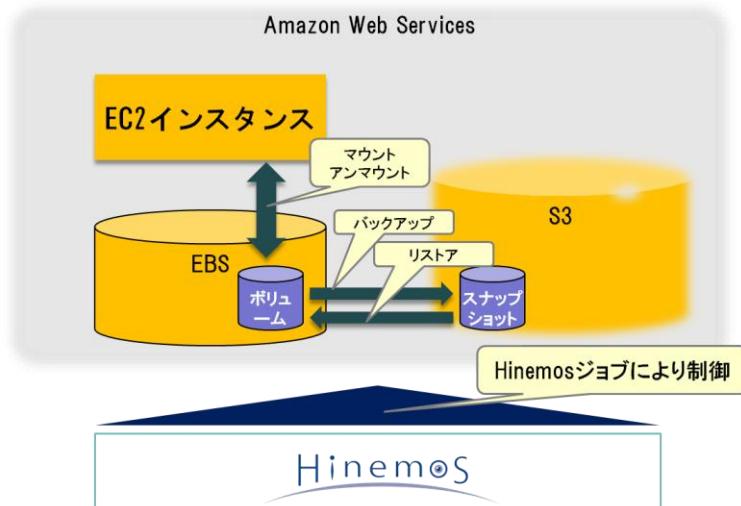 Amazon Web Services
EC2インスタンス
マウント
アンマウント
S3
バックアップ
リストア
EBS
ボリュ
ーム
スナップ
ショット
Hinemosジョブにより制御
Hinemos